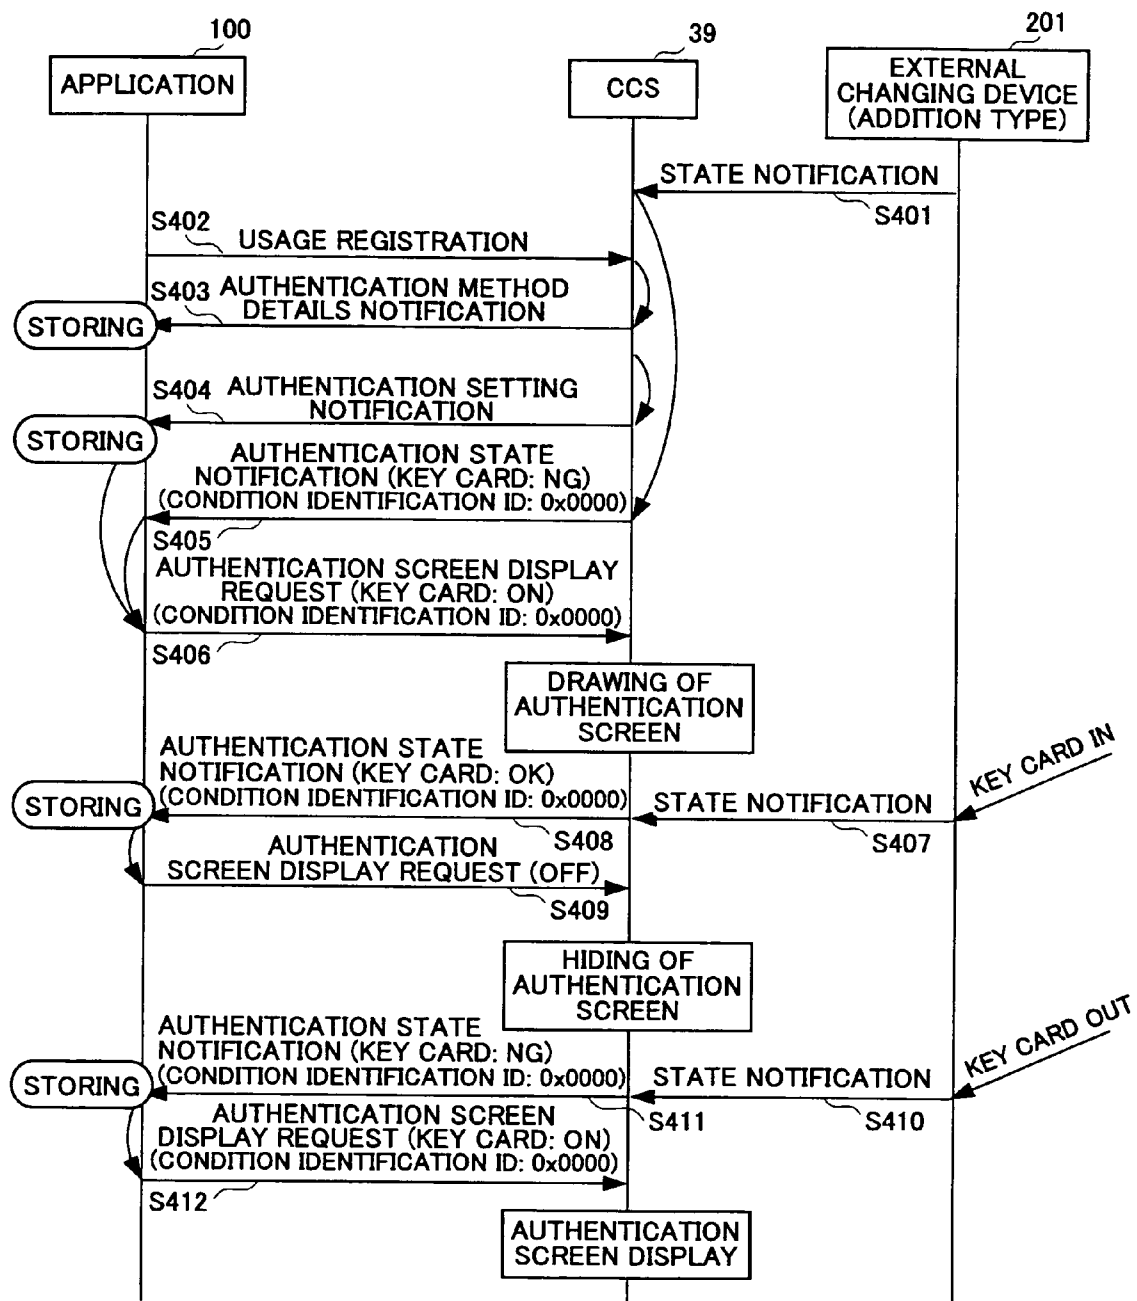 100
39
201
APPLICATION
CCS
EXTERNAL
CHANGING DEVICE
(ADDITION TYPE)
STATE NOTIFICATION
S401
S402
USAGE REGISTRATION
S403
AUTHENTICATION METHOD
DETAILS NOTIFICATION
STORING
S404
AUTHENTICATION SETTING
NOTIFICATION
STORING
AUTHENTICATION STATE
NOTIFICATION (KEY CARD: NG)
(CONDITION IDENTIFICATION ID: 0x0000)
S405
AUTHENTICATION SCREEN DISPLAY
REQUEST (KEY CARD: ON)
(CONDITION IDENTIFICATION ID: 0x0000)
S406
DRAWING OF
AUTHENTICATION
SCREEN
KEY CARD IN
AUTHENTICATION STATE
NOTIFICATION (KEY CARD: OK)
(CONDITION IDENTIFICATION ID: 0x0000)
STORING
STATE NOTIFICATION
S407
S408
AUTHENTICATION
SCREEN DISPLAY REQUEST (OFF)
S409
HIDING OF
AUTHENTICATION
SCREEN
KEY CARD OUT
AUTHENTICATION STATE
NOTIFICATION (KEY CARD: NG)
(CONDITION IDENTIFICATION ID: 0x0000)
STORING
STATE NOTIFICATION
S410
S411
AUTHENTICATION SCREEN
DISPLAY REQUEST (KEY CARD: ON)
(CONDITION IDENTIFICATION ID: 0x0000)
S412
AUTHENTICATION
SCREEN DISPLAY